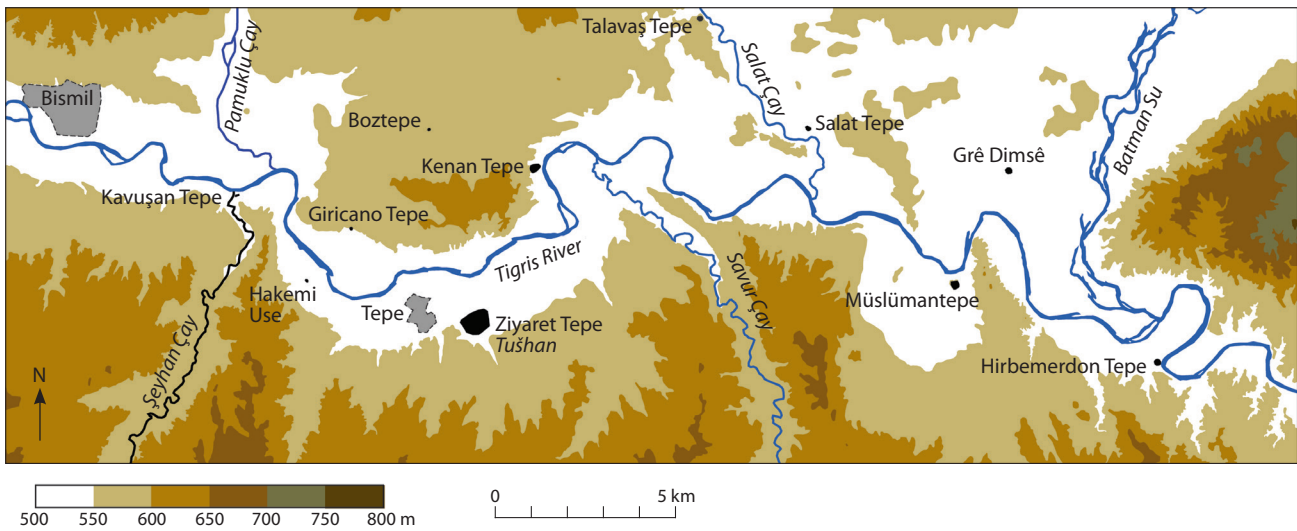 Talavaş Tepe
Salat Çay
Pamuklu Çay
Bismil
Boztepe
Salat Tepe
Batman Su
Kenan Tepe
Grê Dimsê
Kavuşan Tepe
Giricano Tepe
Tigris River
Savur Çay
Hakemi
Use
Tepe
Ziyaret Tepe
Tušhan
Müslümantepe
Şeyhan Çay
Hirbemerdon Tepe
N
0 5 km
500 550 600 650 700 750 800 m